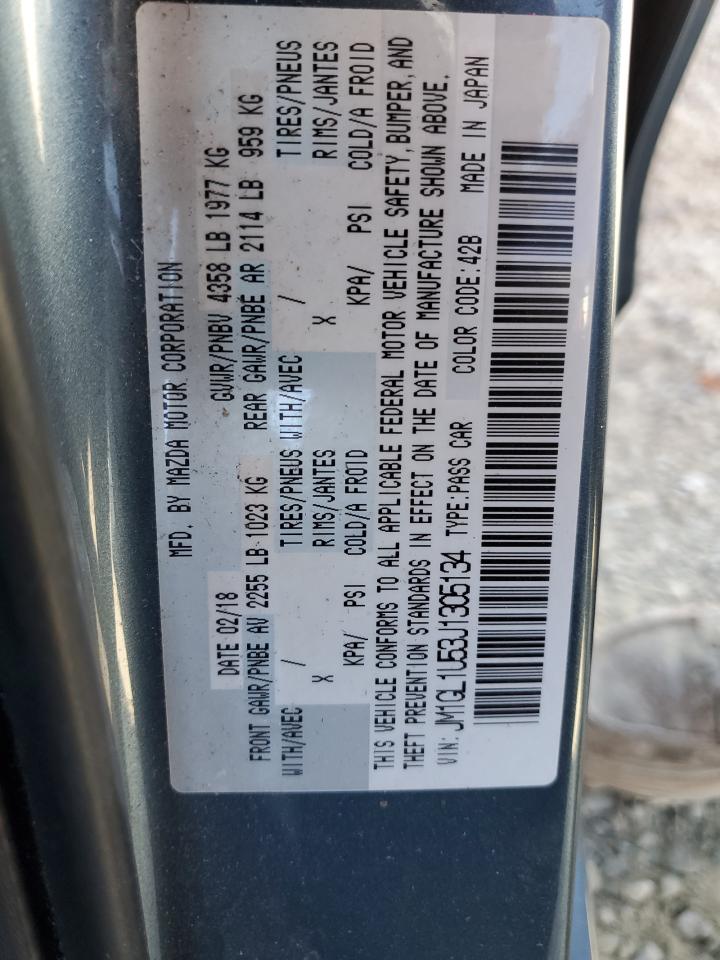 MFD. BY MAZDA MOTOR CORPORATION
DATE 02/18 GVWR/PNBV 4358 LB 1977 KG
FRONT GAWR/PNBE AV 2255 LB 1023 KG REAR GAWR/PNBE AR 2114 LB 959 KG
WITH/AVEC / TIRES/PNEUS WITH/AVEC / TIRES/PNEUS
X RIMS/JANTES X RIMS/JANTES
KPA/ PSI COLD/A FROID KPA/ PSI COLD/A FROID
THIS VEHICLE CONFORMS TO ALL APPLICABLE FEDERAL MOTOR VEHICLE SAFETY, BUMPER, AND
THEFT PREVENTION STANDARDS IN EFFECT ON THE DATE OF MANUFACTURE SHOWN ABOVE.
VIN: JM1GL1U53J1305134 TYPE:PASS CAR COLOR CODE:42B MADE IN JAPAN